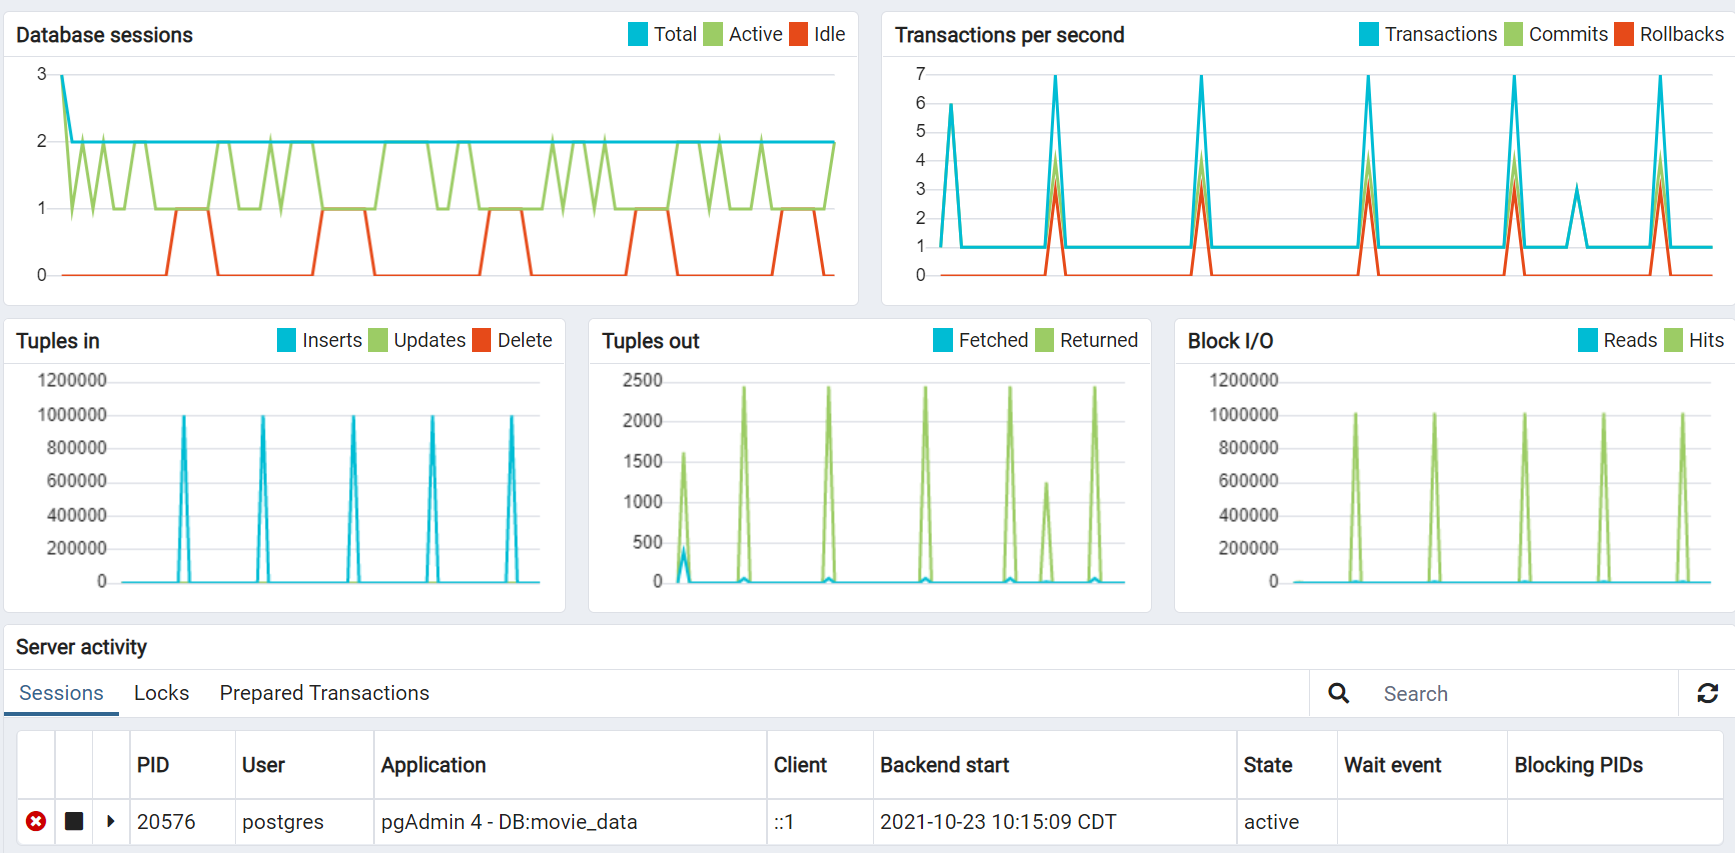 Database sessions
Total Active Idle
3
2
1
0
Transactions per second
Transactions Commits Rollbacks
7
6
5
4
3
2
1
0
Tuples in
Inserts Updates Delete
1200000
1000000
800000
600000
400000
200000
0
Tuples out
Fetched Returned
2500
2000
1500
1000
500
0
Block I/O
Reads Hits
1200000
1000000
800000
600000
400000
200000
0
Server activity
Sessions Locks Prepared Transactions Search
PID User Application Client Backend start State Wait event Blocking PIDs
20576 postgres pgAdmin 4 - DB:movie_data ::1 2021-10-23 10:15:09 CDT active